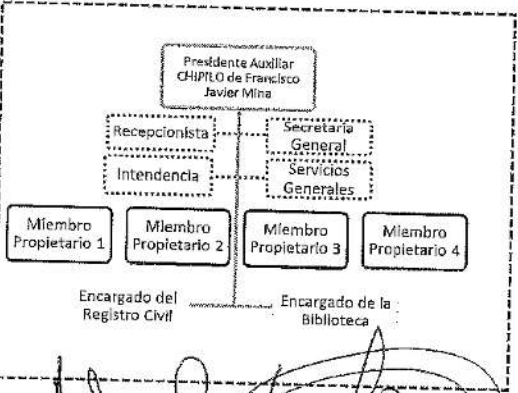 Presidente Auxiliar
CHIPILO de Francisco
Javier Mina
Recepcionista
Secretaría
General
Intendencia
Servicios
Generales
Miembro
Propietario 1
Miembro
Propietario 2
Miembro
Propietario 3
Miembro
Propietario 4
Encargado del
Registro Civil
Encargado de la
Biblioteca